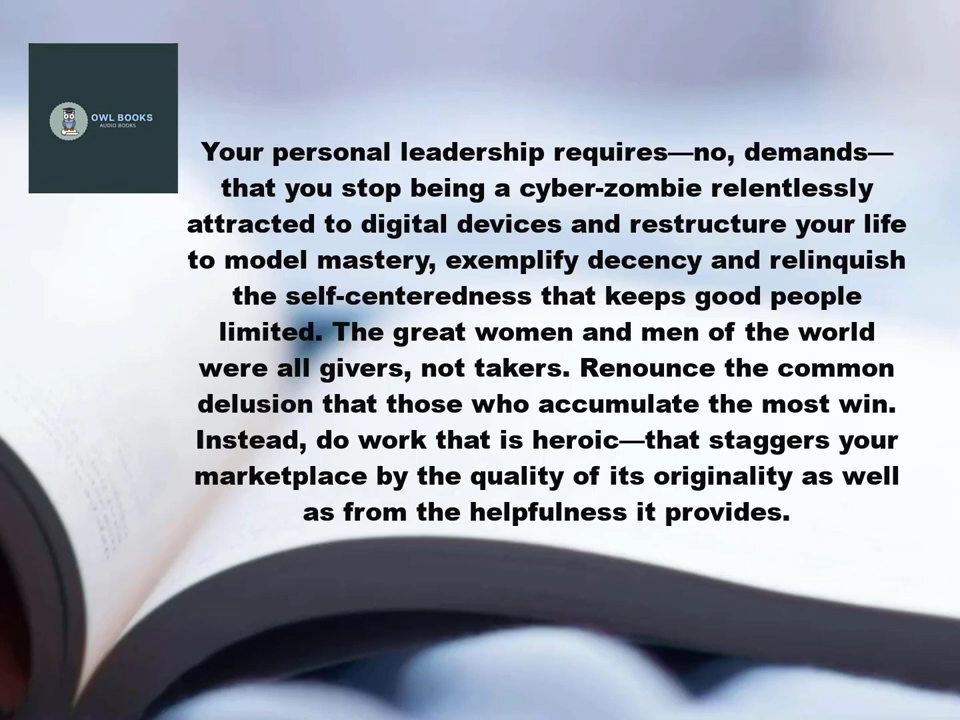 OWL BOOKS
AUDIO BOOKS
Your personal leadership requires—no, demands—
that you stop being a cyber-zombie relentlessly
attracted to digital devices and restructure your life
to model mastery, exemplify decency and relinquish
the self-centeredness that keeps good people
limited. The great women and men of the world
were all givers, not takers. Renounce the common
delusion that those who accumulate the most win.
Instead, do work that is heroic—that staggers your
marketplace by the quality of its originality as well
as from the helpfulness it provides.